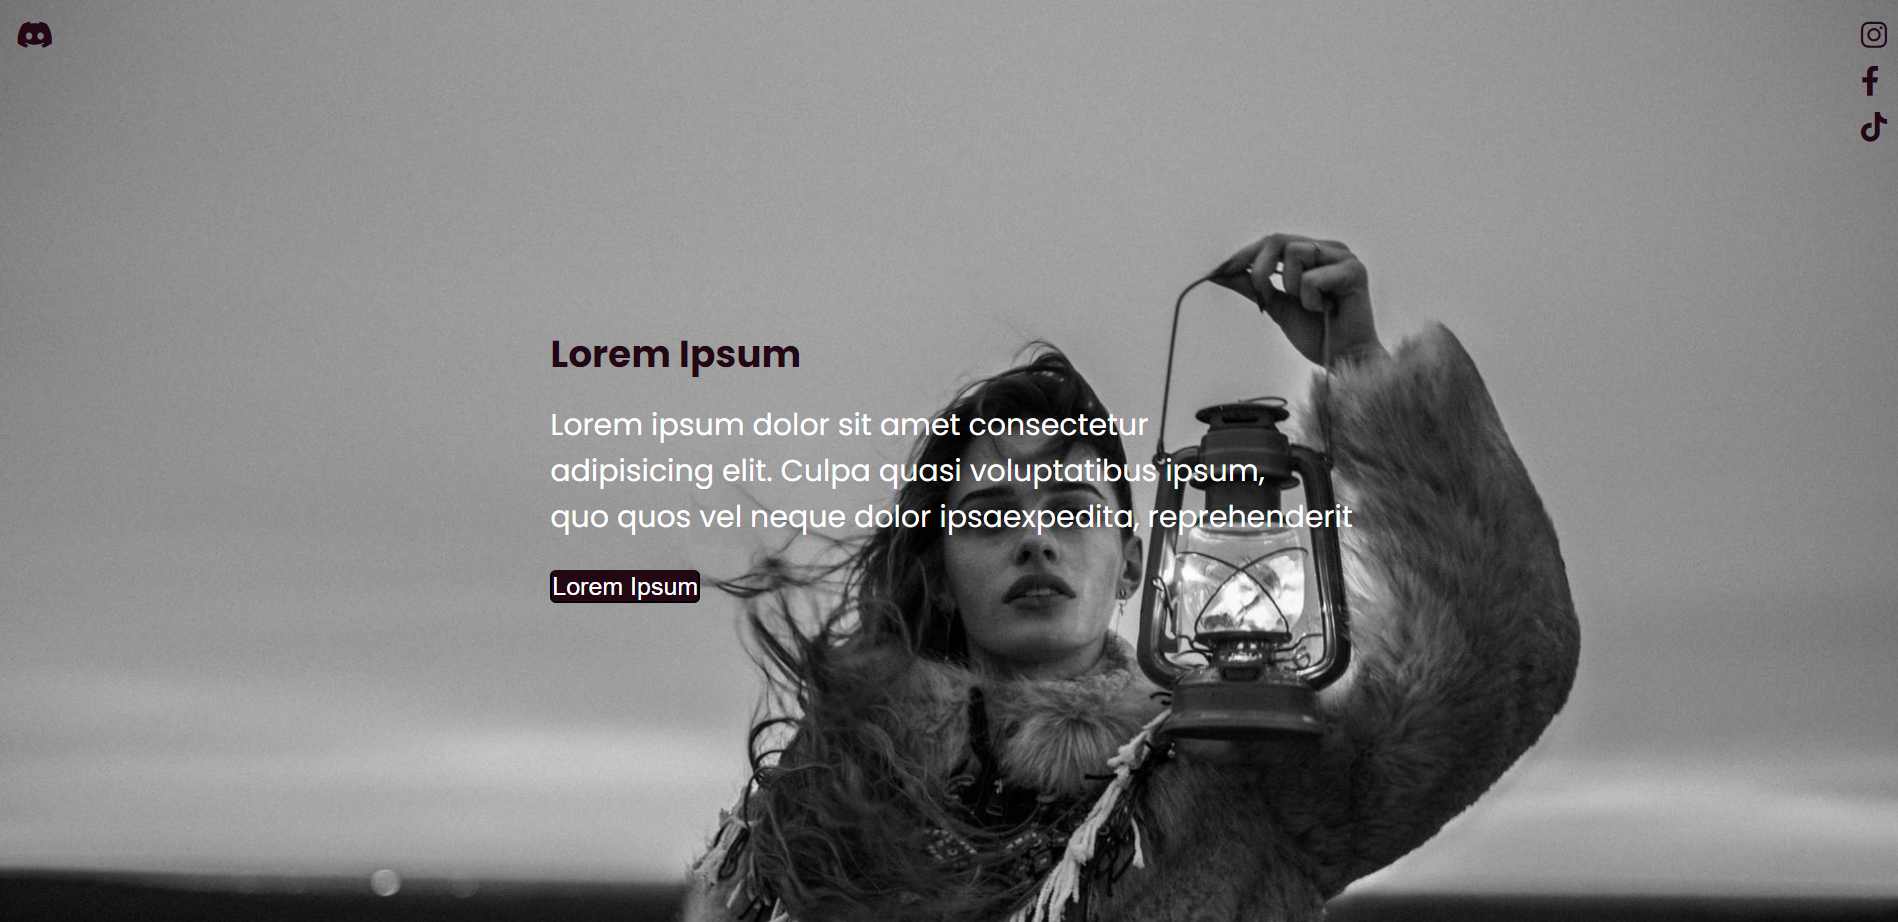 Lorem Ipsum
Lorem ipsum dolor sit amet consectetur
adipisicing elit. Culpa quasi voluptatibus ipsum,
quo quos vel neque dolor ipsaexpedita, reprehenderit
Lorem Ipsum